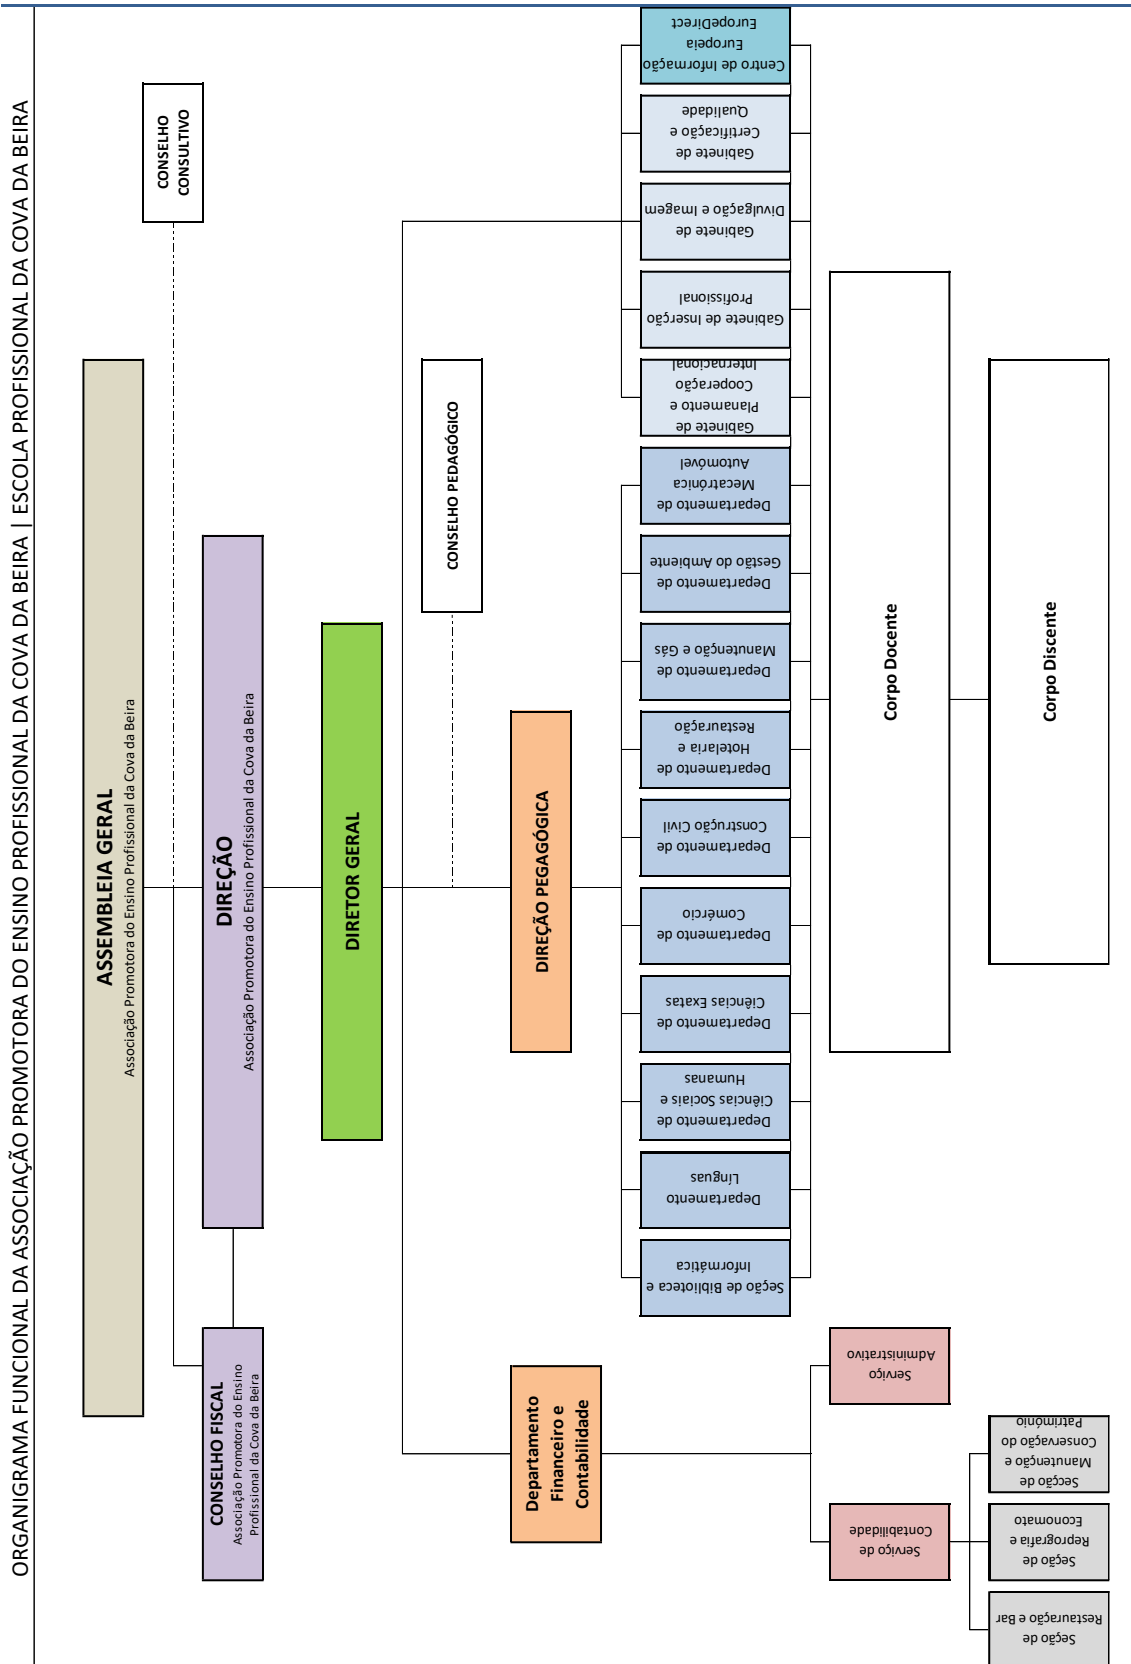 ORGANIGRAMA FUNCIONAL DA ASSOCIAÇÃO PROMOTORA DO ENSINO PROFISSIONAL DA COVA DA BEIRA | ESCOLA PROFISSIONAL DA COVA DA BEIRA
ASSEMBLEIA GERAL
Associação Promotora do Ensino Profissional da Cova da Beira
CONSELHO
CONSULTIVO
CONSELHO FISCAL
Associação Promotora do Ensino
Profissional da Cova da Beira
DIREÇÃO
Associação Promotora do Ensino Profissional da Cova da Beira
DIRETOR GERAL
CONSELHO PEDAGÓGICO
Departamento
Financeiro e
Contabilidade
DIREÇÃO PEGAGÓGICA
Seção de Biblioteca e
Informática
Departamento
Línguas
Departamento de
Ciências Sociais e
Humanas
Departamento de
Ciências Exatas
Departamento de
Comércio
Departamento de
Construção Civil
Departamento de
Hotelaria e
Restauração
Departamento de
Manutenção e Gás
Departamento de
Gestão do Ambiente
Departamento de
Mecatrónica
Automóvel
Gabinete de
Planamento e
Cooperação
Internacional
Gabinete de Inserção
Profissional
Gabinete de
Divulgação e Imagem
Gabinete de
Certificação e
Qualidade
Centro de Informação
Europeia
EuropeDirect
Serviço de
Contabilidade
Serviço
Administrativo
Corpo Docente
Seção de
Restauração e Bar
Seção de
Reprografia e
Economato
Secção de
Manutenção e
Conservação do
Património
Corpo Discente